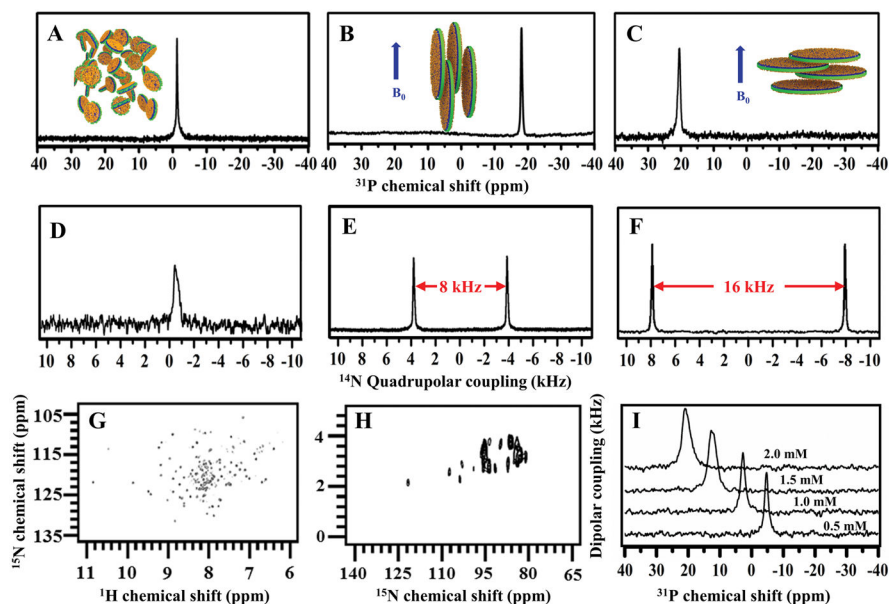 A
B
C
B0
B0
40 30 20 10 0 -10 -20 -30 -40
40 20 0 -20 -40
40 30 20 10 0 -10 -20 -30 -40
31P chemical shift (ppm)
D
E
F
8 kHz
16 kHz
10 8 6 4 2 0 -2 -4 -6 -8 -10
10 8 6 4 2 0 -2 -4 -6 -8 -10
10 8 6 4 2 0 -2 -4 -6 -8 -10
14N Quadrupolar coupling (kHz)
G
H
I
15N chemical shift (ppm)
105
115
125
135
11 10 9 8 7 6
1H chemical shift (ppm)
4
2
0
140 125 110 95 80 65
15N chemical shift (ppm)
Dipolar coupling (kHz)
2.0 mM
1.5 mM
1.0 mM
0.5 mM
40 30 20 10 0 -10 -20 -30 -40
31P chemical shift (ppm)